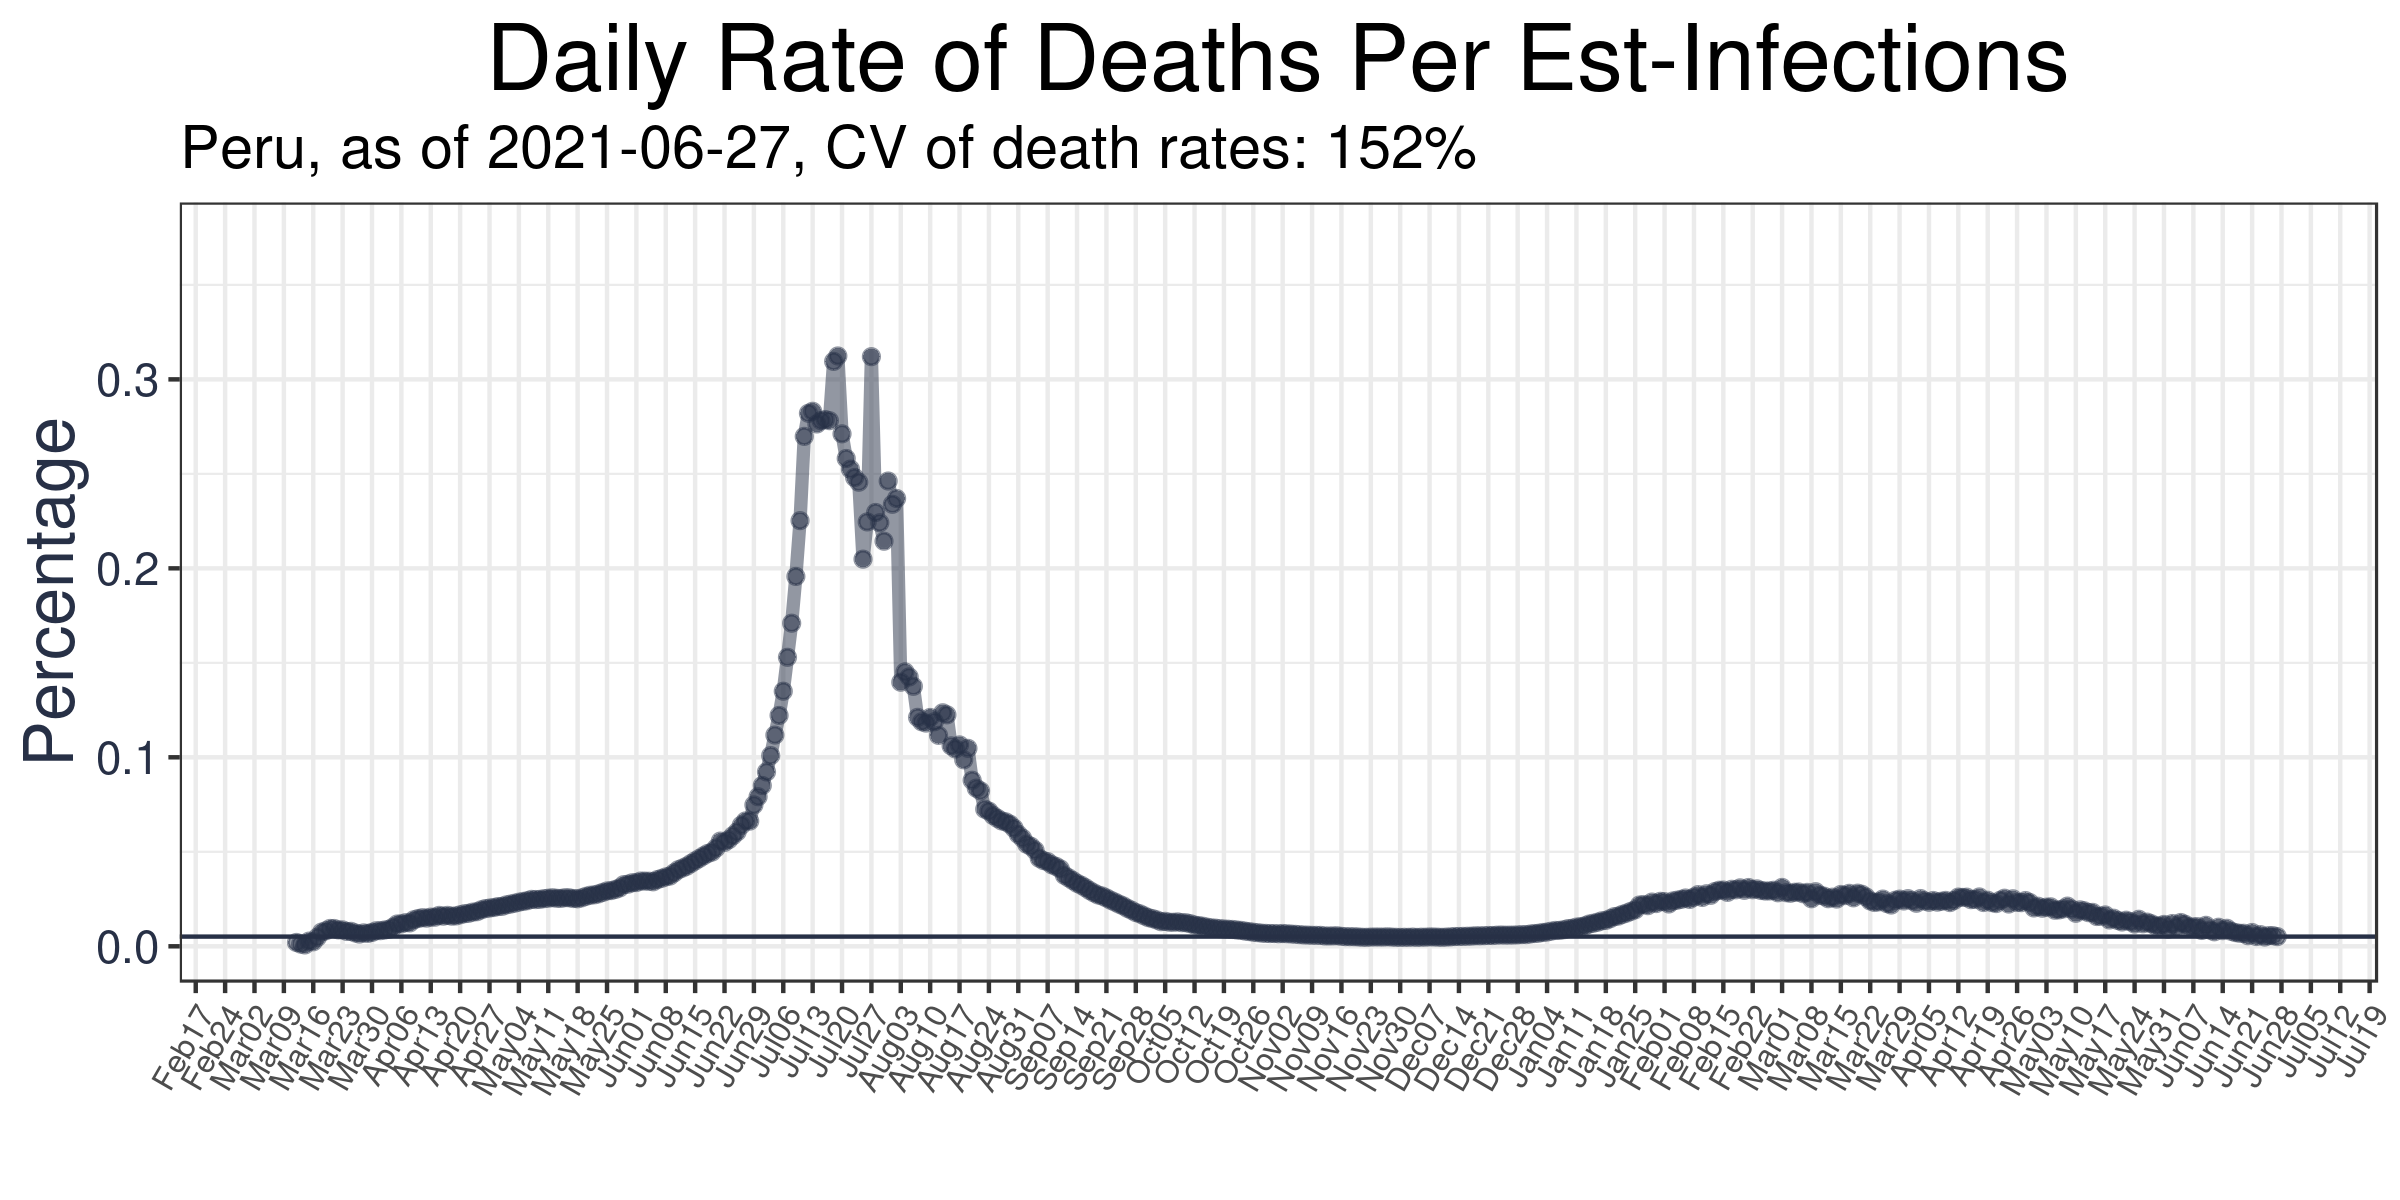 Daily Rate of Deaths Per Est-Infections
Peru, as of 2021-06-27, CV of death rates: 152%
Percentage
0.3
0.2
0.1
0.0
Feb17
Feb24
Mar02
Mar09
Mar16
Mar23
Mar30
Apr06
Apr13
Apr20
Apr27
May04
May11
May18
May25
Jun01
Jun08
Jun15
Jun22
Jun29
Jul06
Jul13
Jul20
Jul27
Aug03
Aug10
Aug17
Aug24
Aug31
Sep07
Sep14
Sep21
Sep28
Oct05
Oct12
Oct19
Oct26
Nov02
Nov09
Nov16
Nov23
Nov30
Dec07
Dec14
Dec21
Dec28
Jan04
Jan11
Jan18
Jan25
Feb01
Feb08
Feb15
Feb22
Mar01
Mar08
Mar15
Mar22
Mar29
Apr05
Apr12
Apr19
Apr26
May03
May10
May17
May24
May31
Jun07
Jun14
Jun21
Jun28
Jul05
Jul12
Jul19